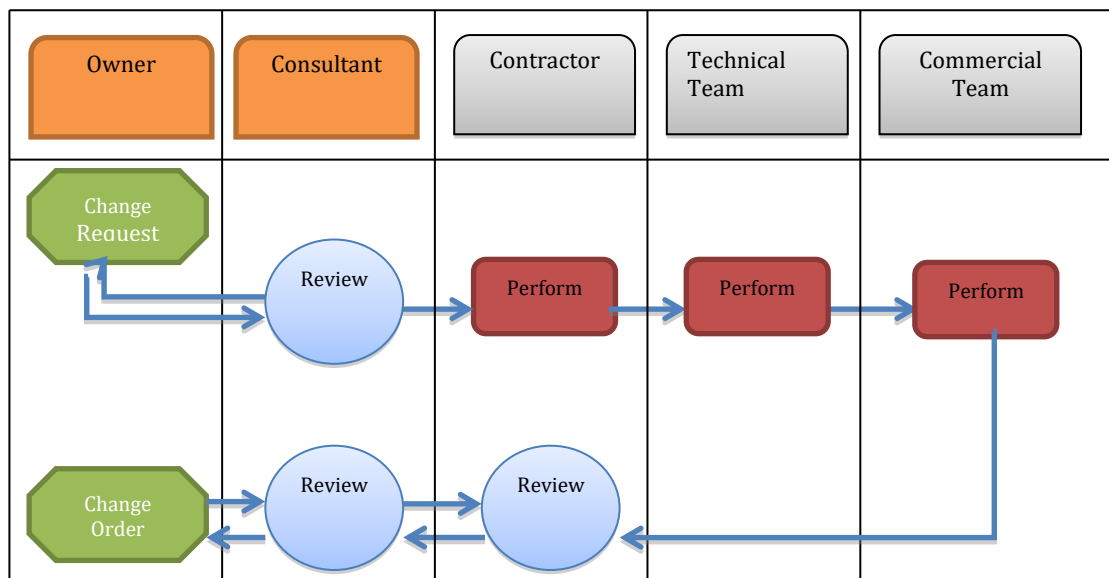 Owner
Consultant
Contractor
Technical
Team
Commercial
Team
Change
Request
Review
Perform
Perform
Perform
Change
Order
Review
Review